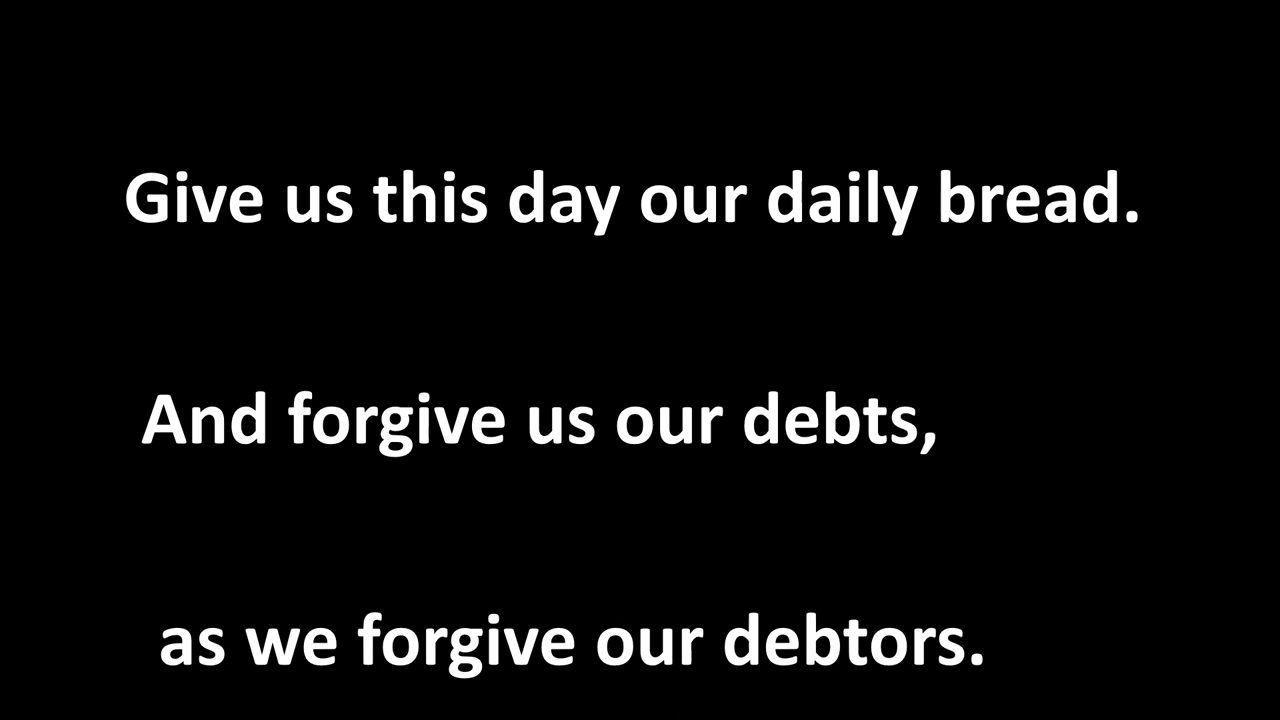 Give us this day our daily bread.
And forgive us our debts,
as we forgive our debtors.